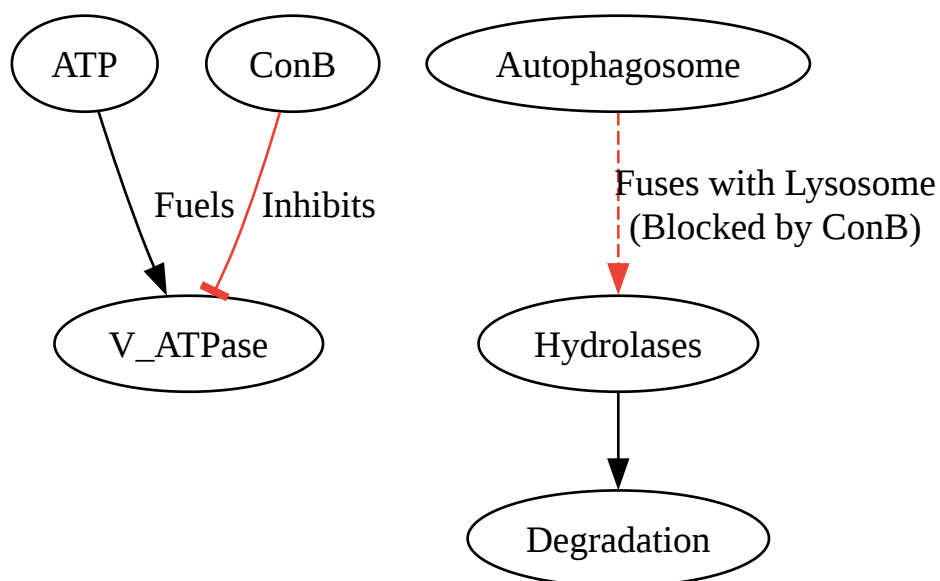 ATP
ConB
Autophagosome
Fuels
Inhibits
Fuses with Lysosome
(Blocked by ConB)
V_ATPase
Hydrolases
Degradation